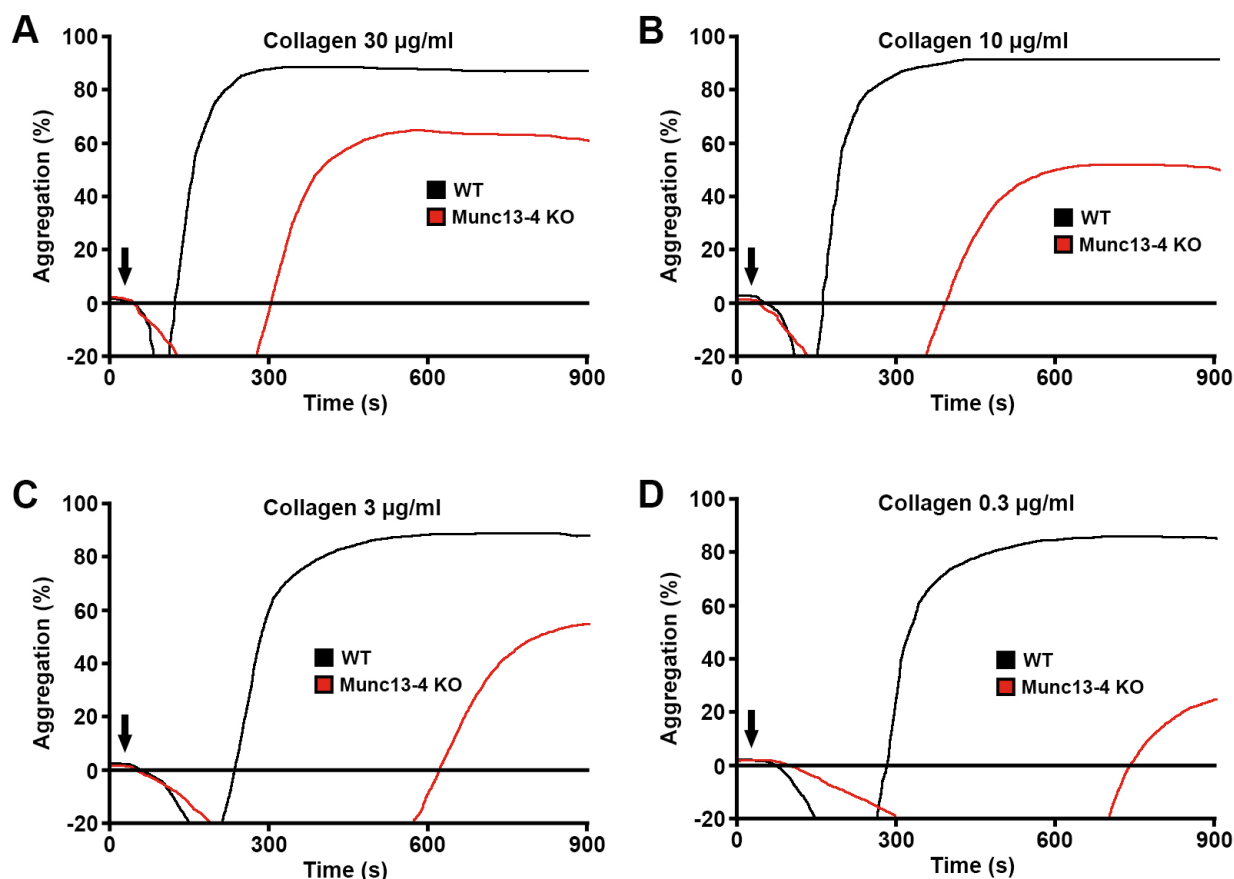 A
Collagen 30 µg/ml
100
80
60
40
20
0
-20
Aggregation (%)
WT
Munc13-4 KO
0 300 600 900
Time (s)
B
Collagen 10 µg/ml
100
80
60
40
20
0
-20
Aggregation (%)
WT
Munc13-4 KO
0 300 600 900
Time (s)
C
Collagen 3 µg/ml
100
80
60
40
20
0
-20
Aggregation (%)
WT
Munc13-4 KO
0 300 600 900
Time (s)
D
Collagen 0.3 µg/ml
100
80
60
40
20
0
-20
Aggregation (%)
WT
Munc13-4 KO
0 300 600 900
Time (s)